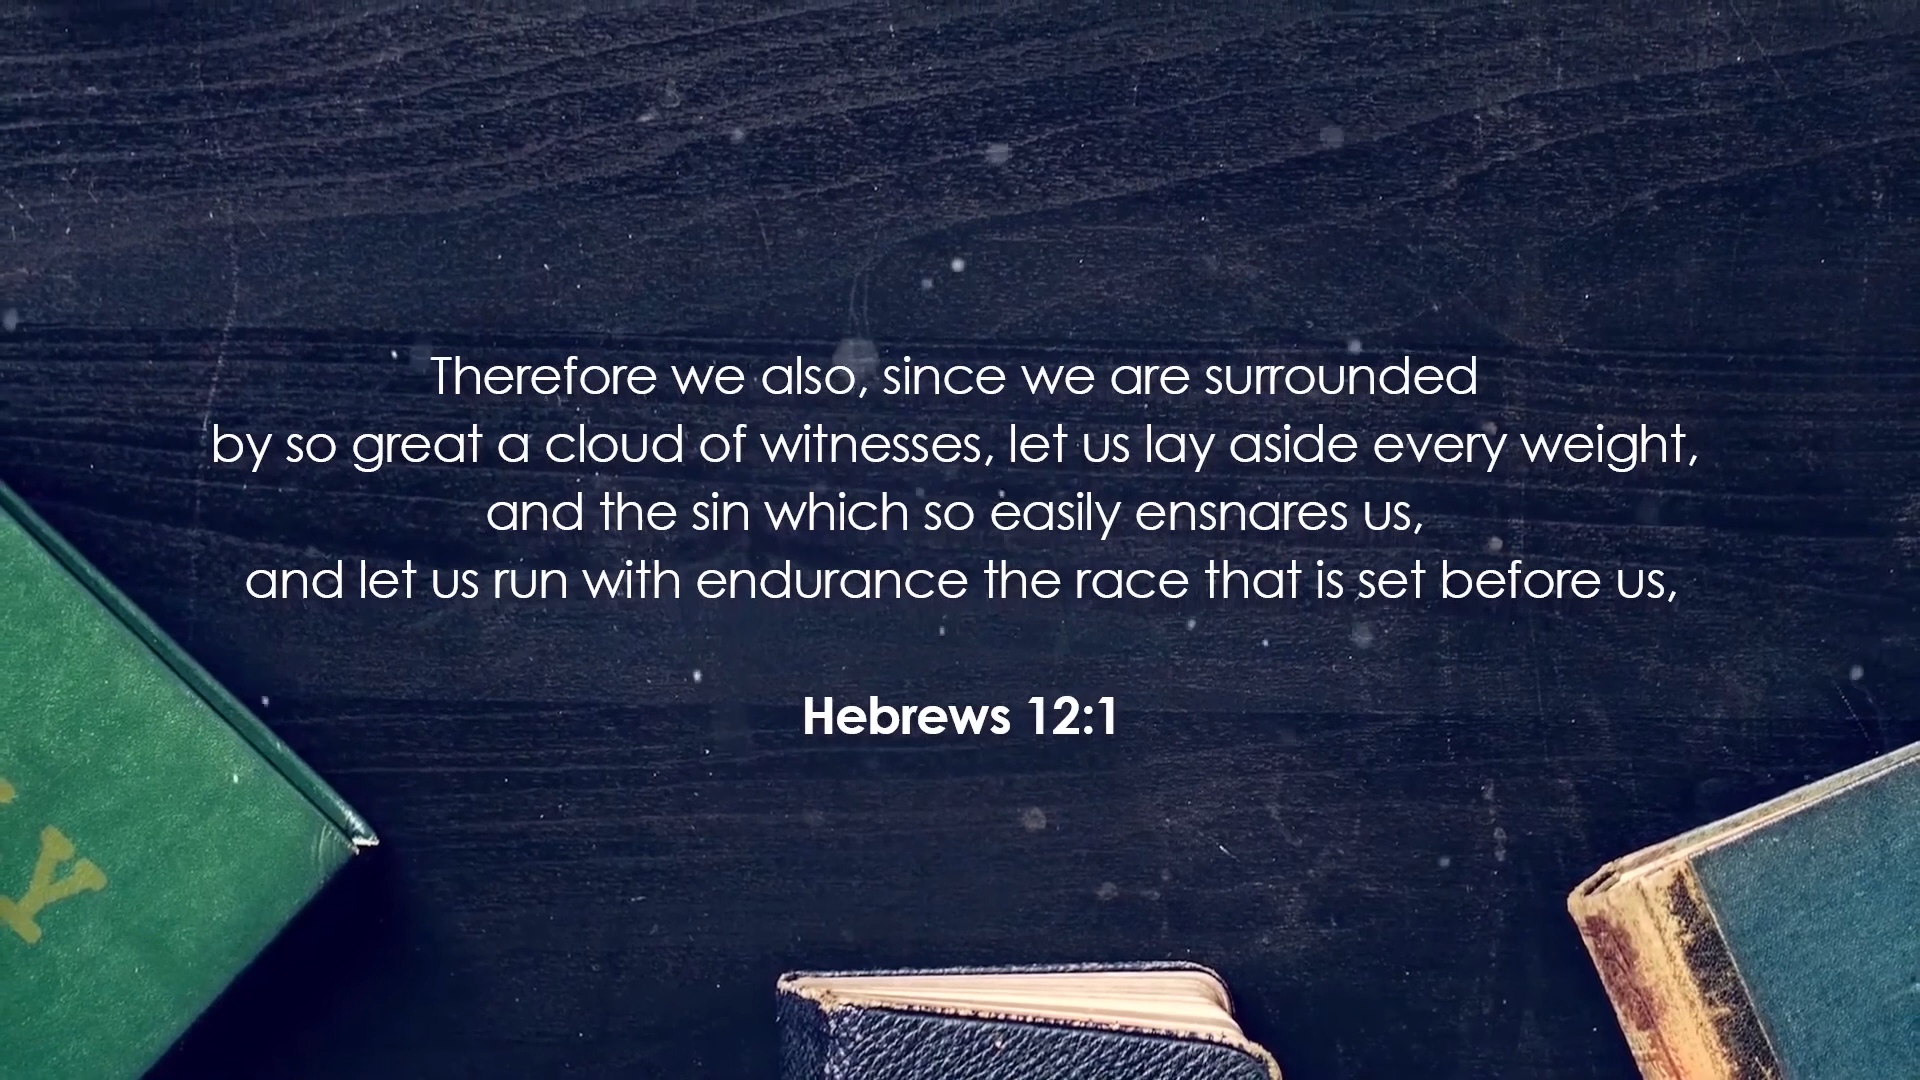 Therefore we also, since we are surrounded
by so great a cloud of witnesses, let us lay aside every weight,
and the sin which so easily ensnares us,
and let us run with endurance the race that is set before us,
Hebrews 12:1
Y